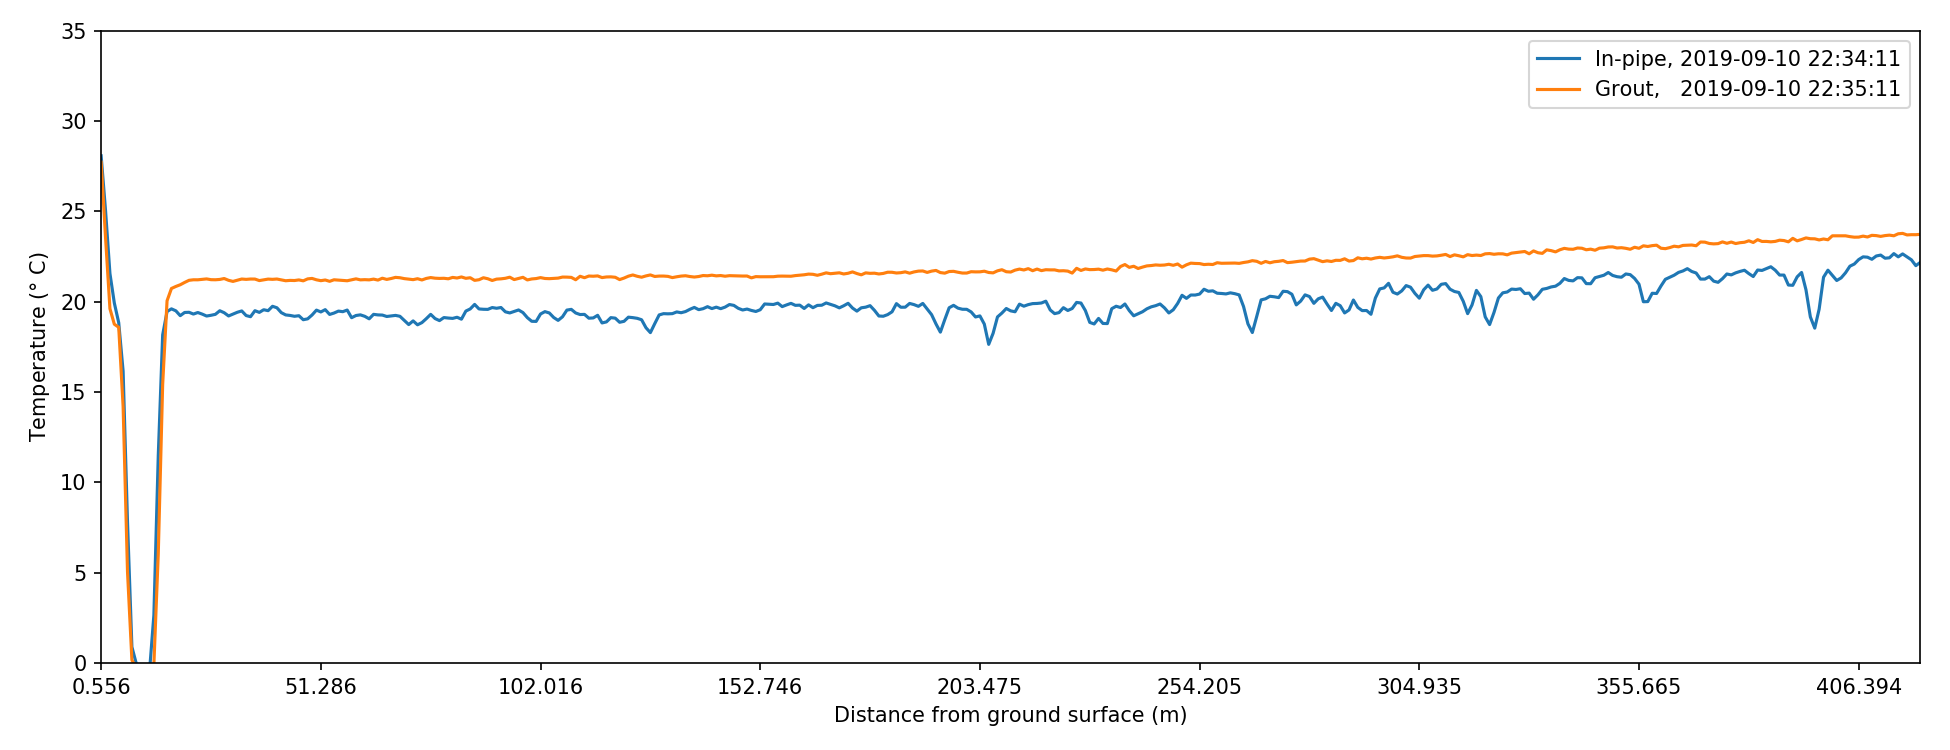 35
30
25
20
15
10
5
0
Temperature (° C)
In-pipe, 2019-09-10 22:34:11
Grout, 2019-09-10 22:35:11
0.556 51.286 102.016 152.746 203.475 254.205 304.935 355.665 406.394
Distance from ground surface (m)